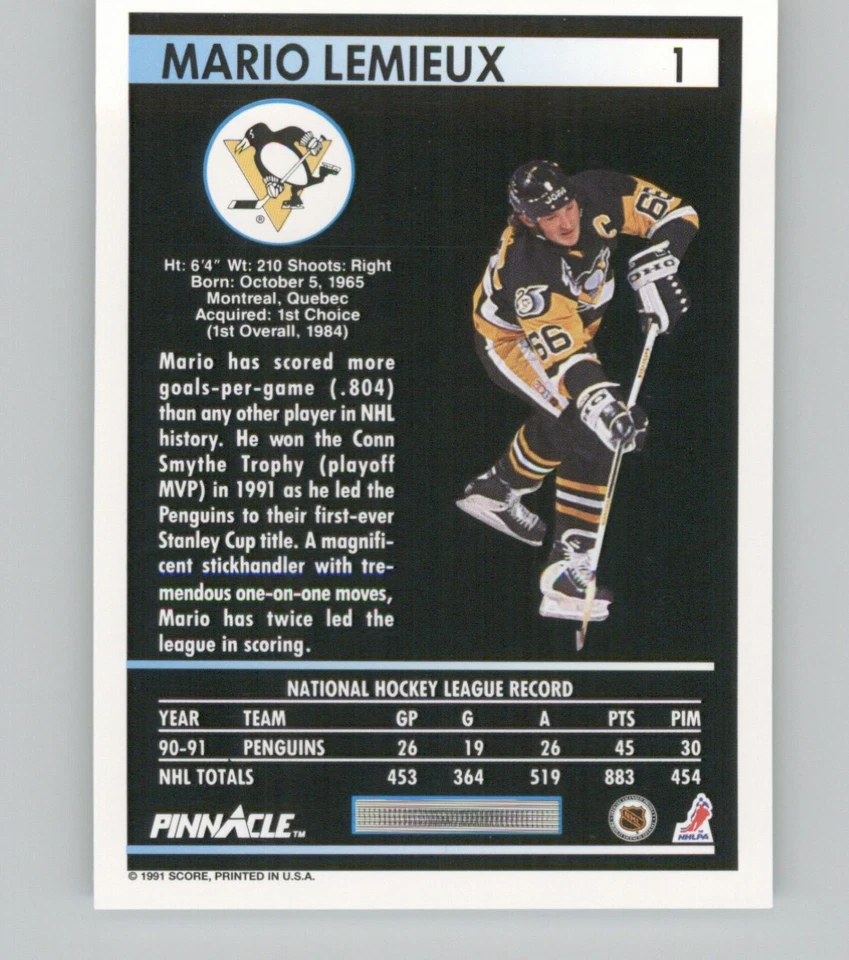 MARIO LEMIEUX 1
®
Ht: 6'4" Wt: 210 Shoots: Right
Born: October 5, 1965
Montreal, Quebec
Acquired: 1st Choice
(1st Overall, 1984)
Mario has scored more
goals-per-game (.804)
than any other player in NHL
history. He won the Conn
Smythe Trophy (playoff
MVP) in 1991 as he led the
Penguins to their first-ever
Stanley Cup title. A magnifi-
cent stickhandler with tre-
mendous one-on-one moves,
Mario has twice led the
league in scoring.
JOFA
C
66
66
NATIONAL HOCKEY LEAGUE RECORD
YEAR TEAM GP G A PTS PIM
90-91 PENGUINS 26 19 26 45 30
NHL TOTALS 453 364 519 883 454
PINNACLE™
NHL
NHLPA
© 1991 SCORE, PRINTED IN U.S.A.